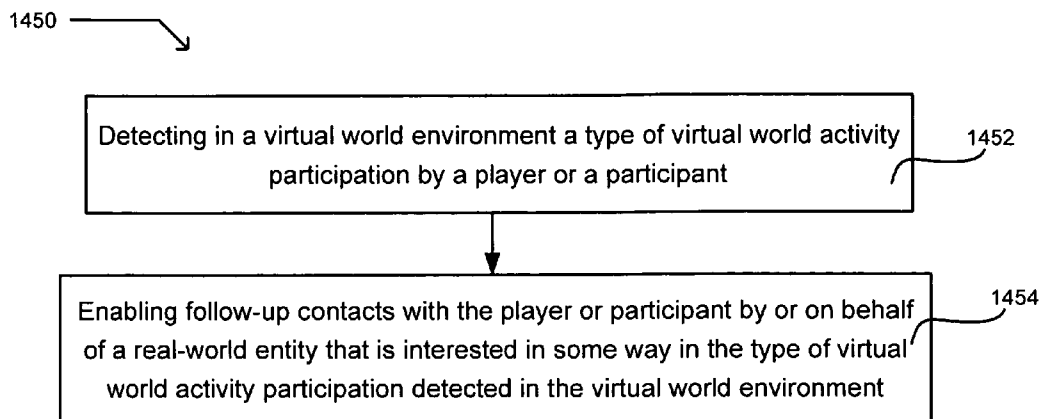 1450
Detecting in a virtual world environment a type of virtual world activity
participation by a player or a participant
1452
Enabling follow-up contacts with the player or participant by or on behalf
of a real-world entity that is interested in some way in the type of virtual
world activity participation detected in the virtual world environment
1454